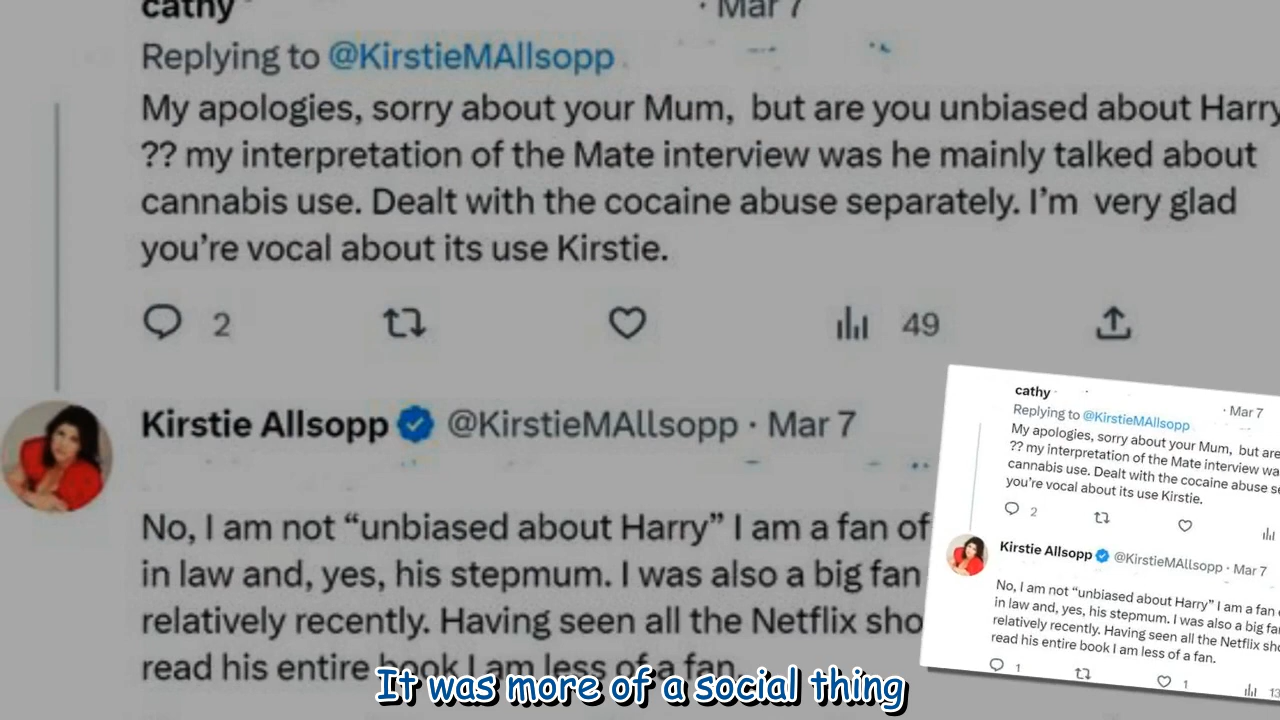 cathy · Mar 7
Replying to @KirstieMAllsopp
My apologies, sorry about your Mum, but are you unbiased about Harry
?? my interpretation of the Mate interview was he mainly talked about
cannabis use. Dealt with the cocaine abuse separately. I’m very glad
you’re vocal about its use Kirstie.
2 49
Kirstie Allsopp @KirstieMAllsopp · Mar 7
No, I am not “unbiased about Harry” I am a fan of
in law and, yes, his stepmum. I was also a big fan
relatively recently. Having seen all the Netflix sho
read his entire book I am less of a fan.
cathy · Mar 7
Replying to @KirstieMAllsopp
My apologies, sorry about your Mum, but are
?? my interpretation of the Mate interview wa
cannabis use. Dealt with the cocaine abuse se
you’re vocal about its use Kirstie.
2
Kirstie Allsopp @KirstieMAllsopp · Mar 7
No, I am not “unbiased about Harry” I am a fan o
in law and, yes, his stepmum. I was also a big fan
relatively recently. Having seen all the Netflix sho
read his entire book I am less of a fan.
1 1 13
It was more of a social thing